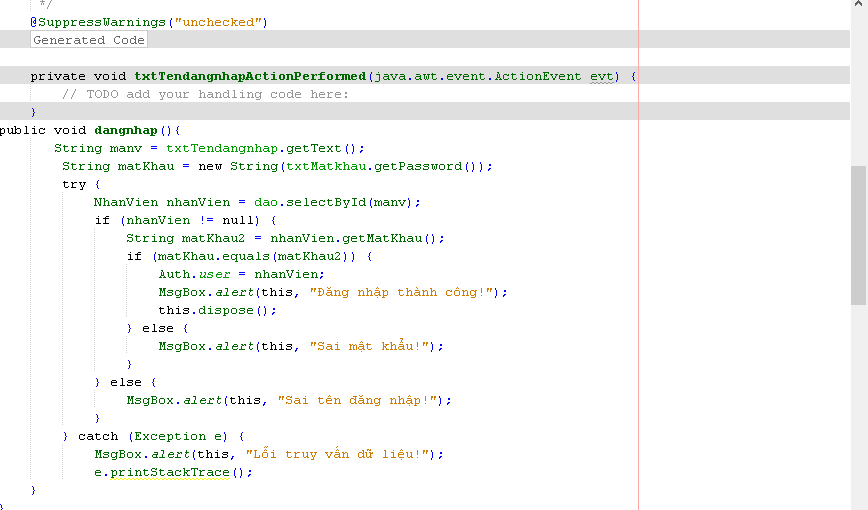 */
@SuppressWarnings("unchecked")
Generated Code
private void txtTendangnhapActionPerformed(java.awt.event.ActionEvent evt) {
// TODO add your handling code here:
}
public void dangnhap(){
String manv = txtTendangnhap.getText();
String matKhau = new String(txtMatkhau.getPassword());
try {
NhanVien nhanVien = dao.selectById(manv);
if (nhanVien != null) {
String matKhau2 = nhanVien.getMatKhau();
if (matKhau.equals(matKhau2)) {
Auth.user = nhanVien;
MsgBox.alert(this, "Đăng nhập thành công!");
this.dispose();
} else {
MsgBox.alert(this, "Sai mật khẩu!");
}
} else {
MsgBox.alert(this, "Sai tên đăng nhập!");
}
} catch (Exception e) {
MsgBox.alert(this, "Lỗi truy vấn dữ liệu!");
e.printStackTrace();
}
}